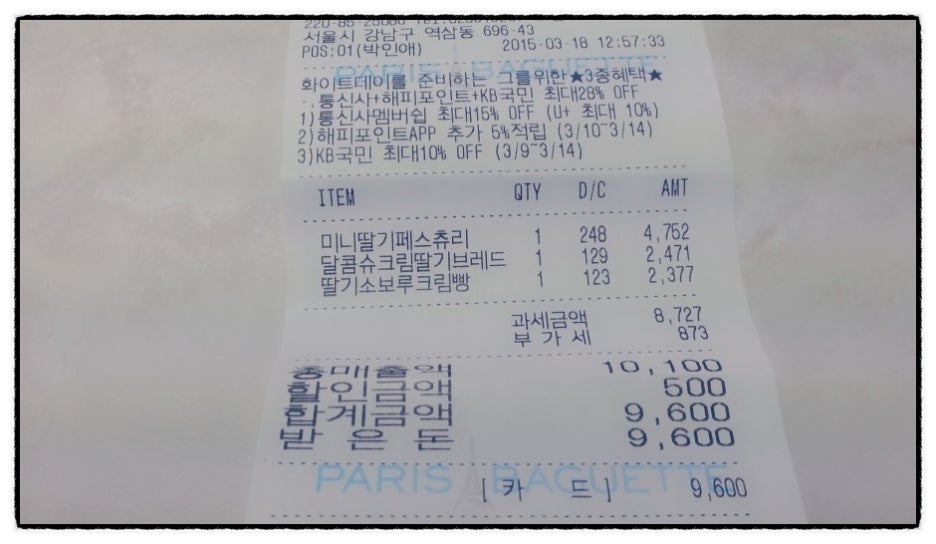 서울시 강남구 역삼동 696-43
POS:01(박인애) 2015-03-18 12:57:33
화이트데이를 준비하는 그를위한★3종혜택★
-.통신사+해피포인트+KB국민 최대28% OFF
1)통신사멤버쉽 최대15% OFF (U+ 최대 10%)
2)해피포인트APP 추가 5%적립 (3/10~3/14)
3)KB국민 최대10% OFF (3/9~3/14)
ITEM QTY D/C AMT
미니딸기페스츄리 1 248 4,752
달콤슈크림딸기브레드 1 129 2,471
딸기소보루크림빵 1 123 2,377
과세금액 8,727
부 가 세 873
총매출액 10,100
할인금액 500
합계금액 9,600
받 은 돈 9,600
PARIS BAGUETTE
[ 카 드 ] 9,600